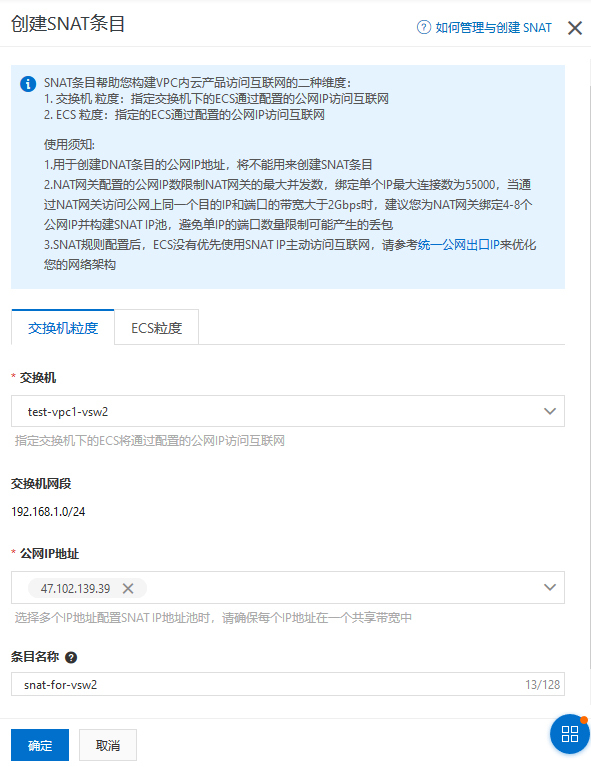 创建SNAT条目
如何管理与创建 SNAT
SNAT条目帮助您构建VPC内云产品访问互联网的二种维度：
1. 交换机 粒度：指定交换机下的ECS通过配置的公网IP访问互联网
2. ECS 粒度：指定的ECS通过配置的公网IP访问互联网
使用须知:
1.用于创建DNAT条目的公网IP地址，将不能用来创建SNAT条目
2.NAT网关配置的公网IP数限制NAT网关的最大并发数，绑定单个IP最大连接数为55000，当通
过NAT网关访问公网上同一个目的IP和端口的带宽大于2Gbps时，建议您为NAT网关绑定4-8个
公网IP并构建SNAT IP池，避免单IP的端口数量限制可能产生的丢包
3.SNAT规则配置后，ECS没有优先使用SNAT IP主动访问互联网，请参考统一公网出口IP来优化
您的网络架构
交换机粒度
ECS粒度
* 交换机
test-vpc1-vsw2
指定交换机下的ECS将通过配置的公网IP访问互联网
交换机网段
192.168.1.0/24
* 公网IP地址
47.102.139.39
选择多个IP地址配置SNAT IP地址池时，请确保每个IP地址在一个共享带宽中
条目名称
snat-for-vsw2
13/128
确定
取消